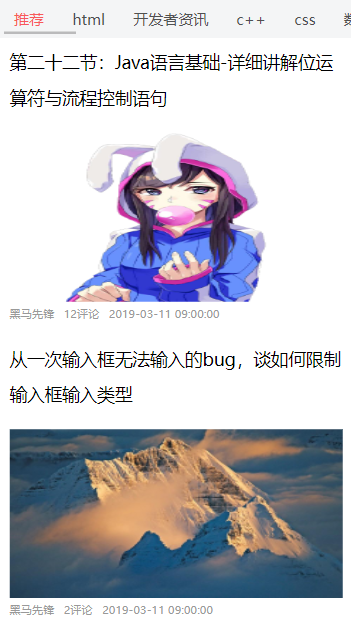 推荐 html 开发者资讯 c++ css
第二十二节：Java语言基础-详细讲解位运
算符与流程控制语句
黑马先锋 12评论 2019-03-11 09:00:00
从一次输入框无法输入的bug，谈如何限制
输入框输入类型
黑马先锋 2评论 2019-03-11 09:00:00